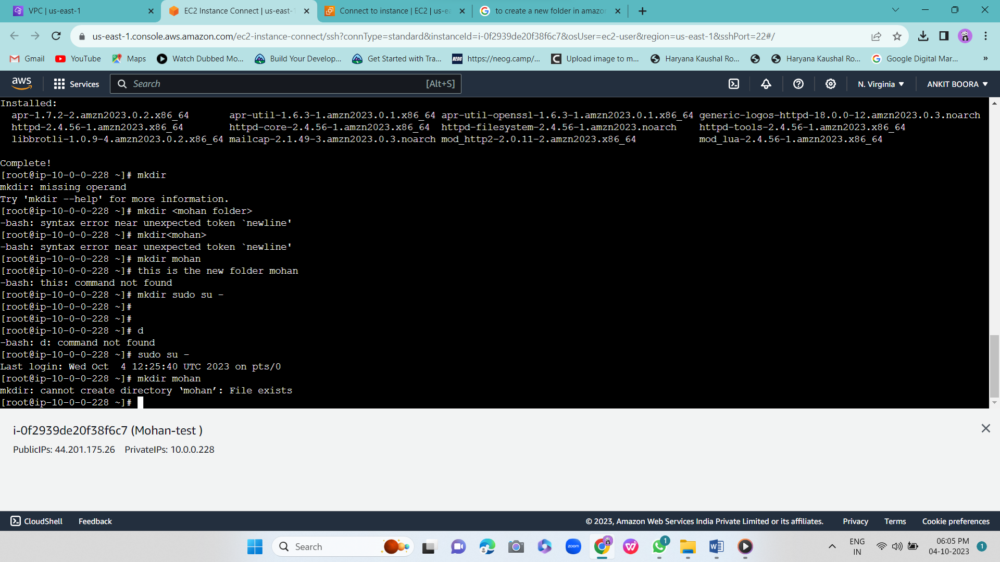 VPC | us-east-1
EC2 Instance Connect | us-east-1
Connect to instance | EC2 | us-ea
to create a new folder in amazon
us-east-1.console.aws.amazon.com/ec2-instance-connect/ssh?connType=standard&instanceId=i-0f2939de20f38f6c7&osUser=ec2-user&region=us-east-1&sshPort=22#/
Gmail YouTube Maps Watch Dubbed Mo... Build Your Develop... Get Started with Tra... NEOG https://neog.camp/... Upload image to m... Haryana Kaushal Ro... Haryana Kaushal Ro... Google Digital Mar... »
aws Services Search [Alt+S] N. Virginia ANKIT BOORA
Installed:
apr-1.7.2-2.amzn2023.0.2.x86_64 apr-util-1.6.3-1.amzn2023.0.1.x86_64 apr-util-openssl-1.6.3-1.amzn2023.0.1.x86_64 generic-logos-httpd-18.0.0-12.amzn2023.0.3.noarch
httpd-2.4.56-1.amzn2023.x86_64 httpd-core-2.4.56-1.amzn2023.x86_64 httpd-filesystem-2.4.56-1.amzn2023.noarch httpd-tools-2.4.56-1.amzn2023.x86_64
libbrotli-1.0.9-4.amzn2023.0.2.x86_64 mailcap-2.1.49-3.amzn2023.0.3.noarch mod_http2-2.0.11-2.amzn2023.x86_64 mod_lua-2.4.56-1.amzn2023.x86_64
Complete!
[root@ip-10-0-0-228 ~]# mkdir
mkdir: missing operand
Try 'mkdir --help' for more information.
[root@ip-10-0-0-228 ~]# mkdir <mohan folder>
-bash: syntax error near unexpected token `newline'
[root@ip-10-0-0-228 ~]# mkdir<mohan>
-bash: syntax error near unexpected token `newline'
[root@ip-10-0-0-228 ~]# mkdir mohan
[root@ip-10-0-0-228 ~]# this is the new folder mohan
-bash: this: command not found
[root@ip-10-0-0-228 ~]# mkdir sudo su -
[root@ip-10-0-0-228 ~]#
[root@ip-10-0-0-228 ~]#
[root@ip-10-0-0-228 ~]# d
-bash: d: command not found
[root@ip-10-0-0-228 ~]# sudo su -
Last login: Wed Oct  4 12:25:40 UTC 2023 on pts/0
[root@ip-10-0-0-228 ~]# mkdir mohan
mkdir: cannot create directory ‘mohan’: File exists
[root@ip-10-0-0-228 ~]#
i-0f2939de20f38f6c7 (Mohan-test )
PublicIPs: 44.201.175.26 PrivateIPs: 10.0.0.228
CloudShell Feedback © 2023, Amazon Web Services India Private Limited or its affiliates. Privacy Terms Cookie preferences
Search zoom 1 ENG 06:05 PM
IN 04-10-2023 1